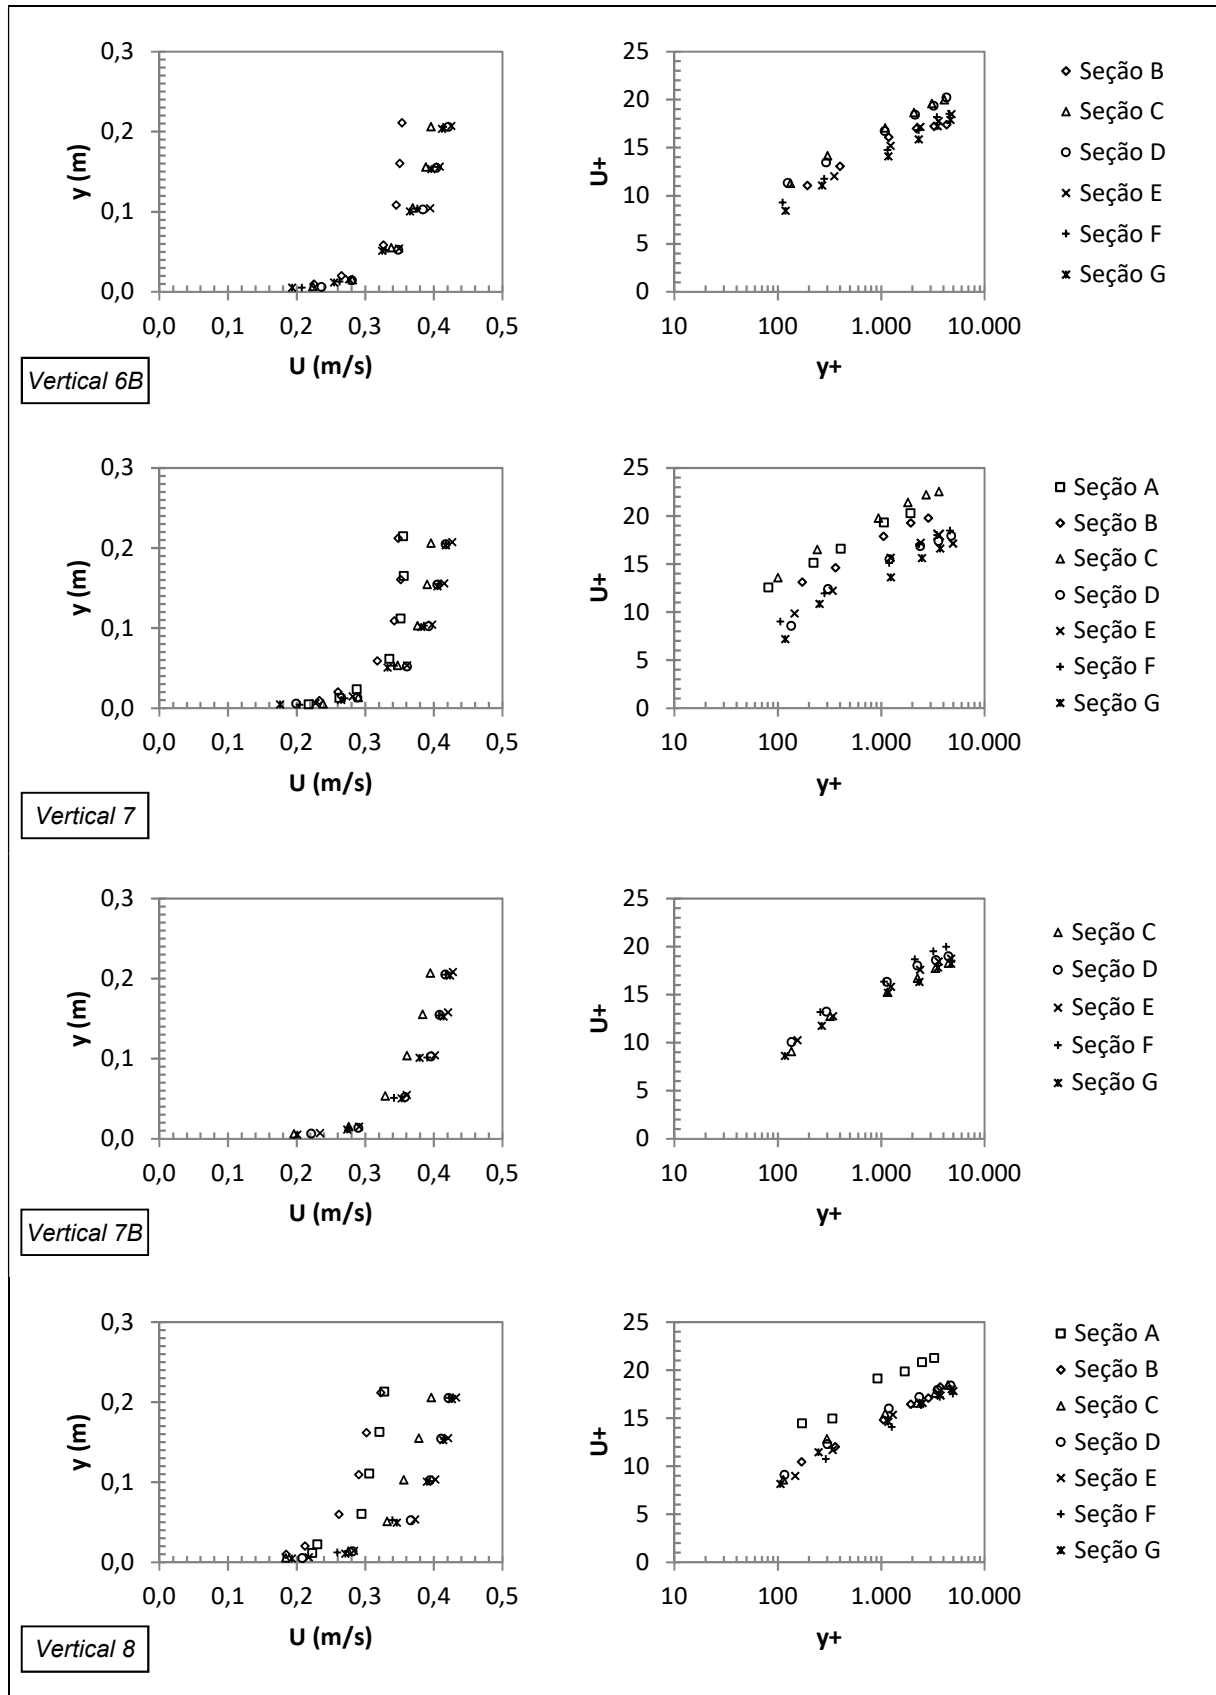 0,3
0,2
0,1
0,0
y (m)
0,0 0,1 0,2 0,3 0,4 0,5
U (m/s)
25
20
15
10
5
0
U+
10 100 1.000 10.000
y+
Seção B
Seção C
Seção D
Seção E
Seção F
Seção G
Vertical 6B
0,3
0,2
0,1
0,0
y (m)
0,0 0,1 0,2 0,3 0,4 0,5
U (m/s)
25
20
15
10
5
0
U+
10 100 1.000 10.000
y+
Seção A
Seção B
Seção C
Seção D
Seção E
Seção F
Seção G
Vertical 7
0,3
0,2
0,1
0,0
y (m)
0,0 0,1 0,2 0,3 0,4 0,5
U (m/s)
25
20
15
10
5
0
U+
10 100 1.000 10.000
y+
Seção C
Seção D
Seção E
Seção F
Seção G
Vertical 7B
0,3
0,2
0,1
0,0
y (m)
0,0 0,1 0,2 0,3 0,4 0,5
U (m/s)
25
20
15
10
5
0
U+
10 100 1.000 10.000
y+
Seção A
Seção B
Seção C
Seção D
Seção E
Seção F
Seção G
Vertical 8